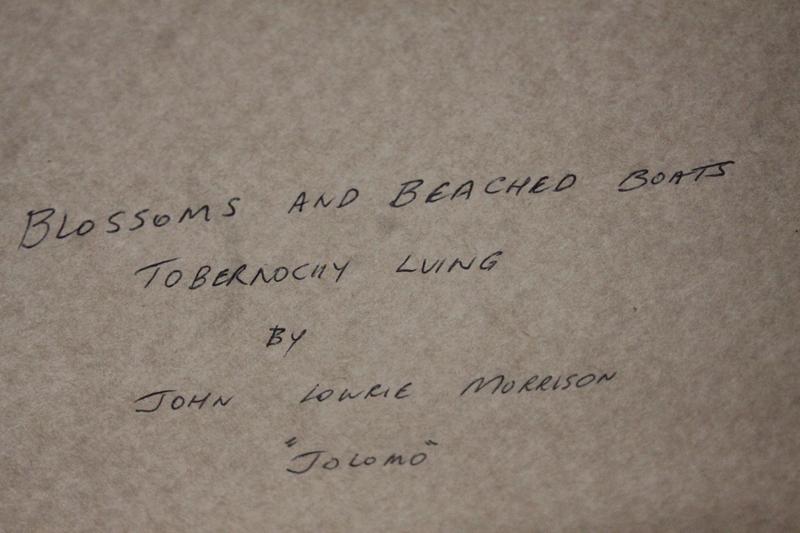 BLOSSOMS AND BEACHED BOATS
TOBERNOCHY LUING
BY
JOHN LOWRIE MORRISON
"JOLOMO"